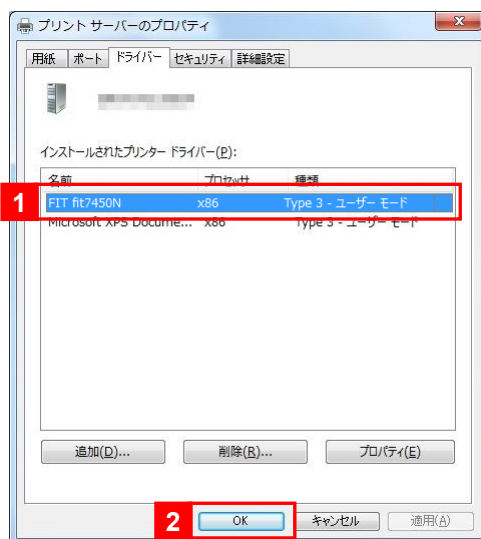 プリント サーバーのプロパティ
用紙 ポート ドライバー セキュリティ 詳細設定
インストールされたプリンター ドライバー(P):
名前 プロセッサ 種類
1 FIT fit7450N x86 Type 3 - ユーザー モード
Microsoft XPS Docume... x86 Type 3 - ユーザー モード
追加(D)... 削除(R)... プロパティ(E)
2 OK キャンセル 適用(A)